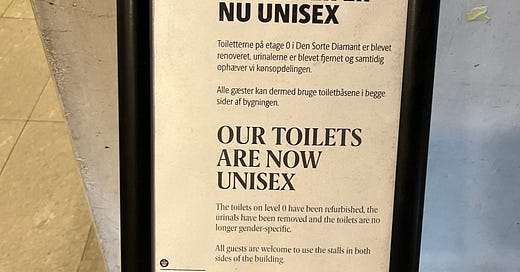 NU UNISEX
Toiletterne på etage 0 i Den Sorte Diamant er blevet
renoveret, urinalerne er blevet fjernet og samtidig
ophæver vi kønsopdelingen.
Alle gæster kan dermed bruge toiletbåsene i begge
sider af bygningen.
OUR TOILETS
ARE NOW
UNISEX
The toilets on level 0 have been refurbished, the
urinals have been removed and the toilets are no
longer gender-specific.
All guests are welcome to use the stalls in both
sides of the building.